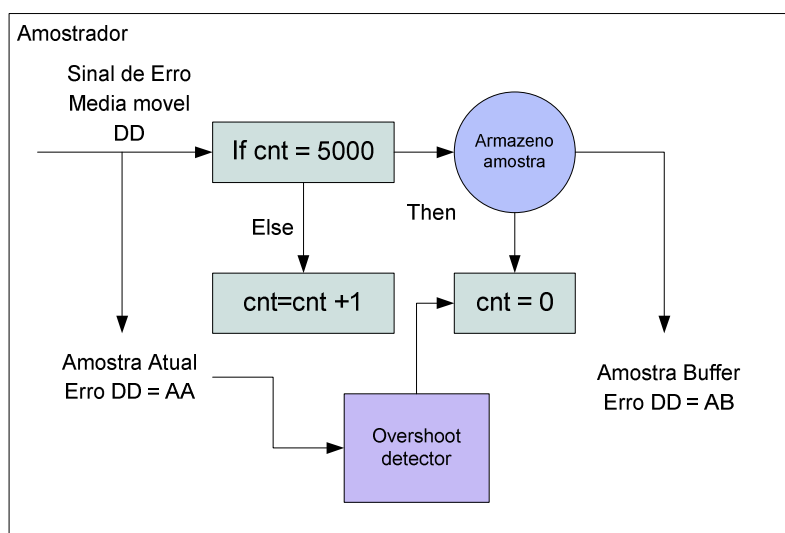 Amostrador
Sinal de Erro
Media movel
DD
If cnt = 5000
Armazeno
amostra
Else
Then
cnt=cnt +1
cnt = 0
Amostra Atual
Erro DD = AA
Overshoot
detector
Amostra Buffer
Erro DD = AB